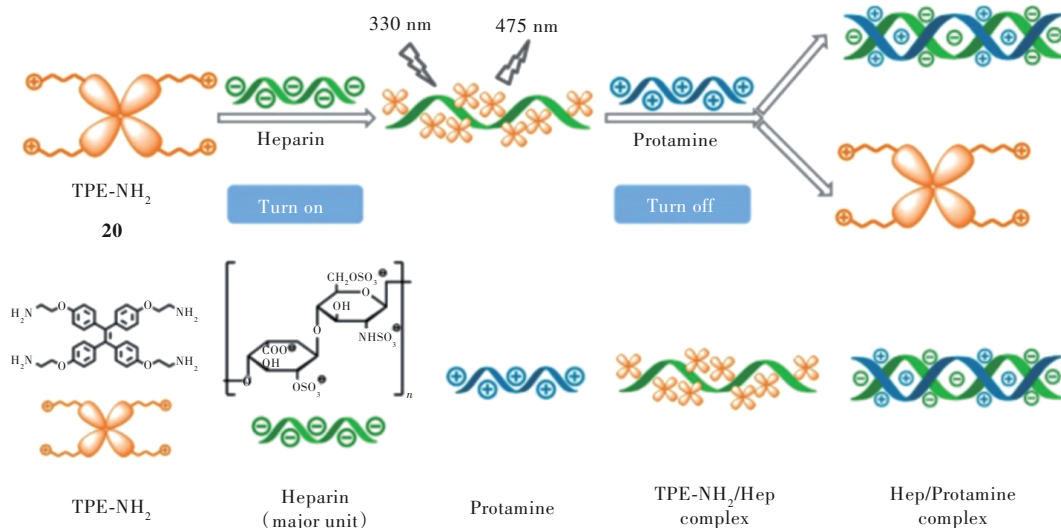 330 nm
475 nm
Heparin
Protamine
TPE-NH₂
20
Turn on
Turn off
H₂N
O
O
NH₂
H₂N
O
O
NH₂
CH₂OSO₃⊖
O
OH
O
NHSO₃⊖
COO⊖
OH
O
OSO₃⊖
n
TPE-NH₂
Heparin
(major unit)
Protamine
TPE-NH₂/Hep
complex
Hep/Protamine
complex